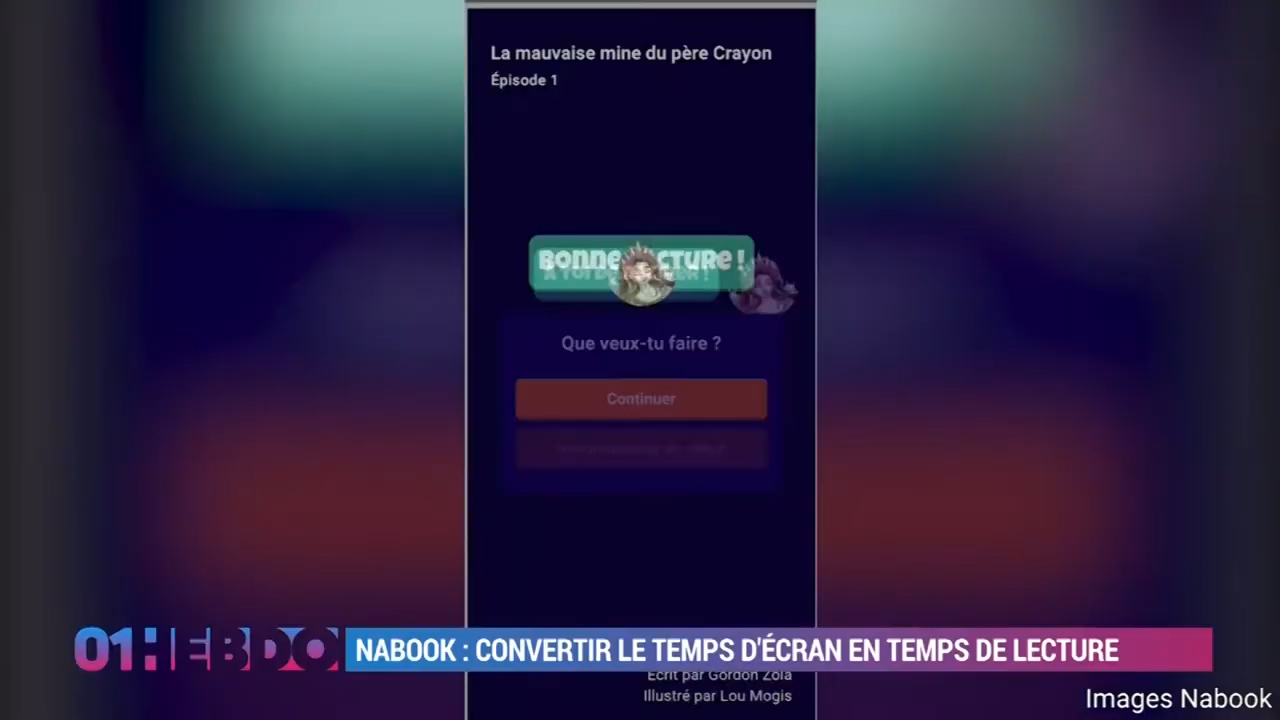 La mauvaise mine du père Crayon
Épisode 1
BONNE LECTURE !
Que veux-tu faire ?
Continuer
01HEBDO
NABOOK : CONVERTIR LE TEMPS D'ÉCRAN EN TEMPS DE LECTURE
Écrit par Gordon Zola
Illustré par Lou Mogis
Images Nabook